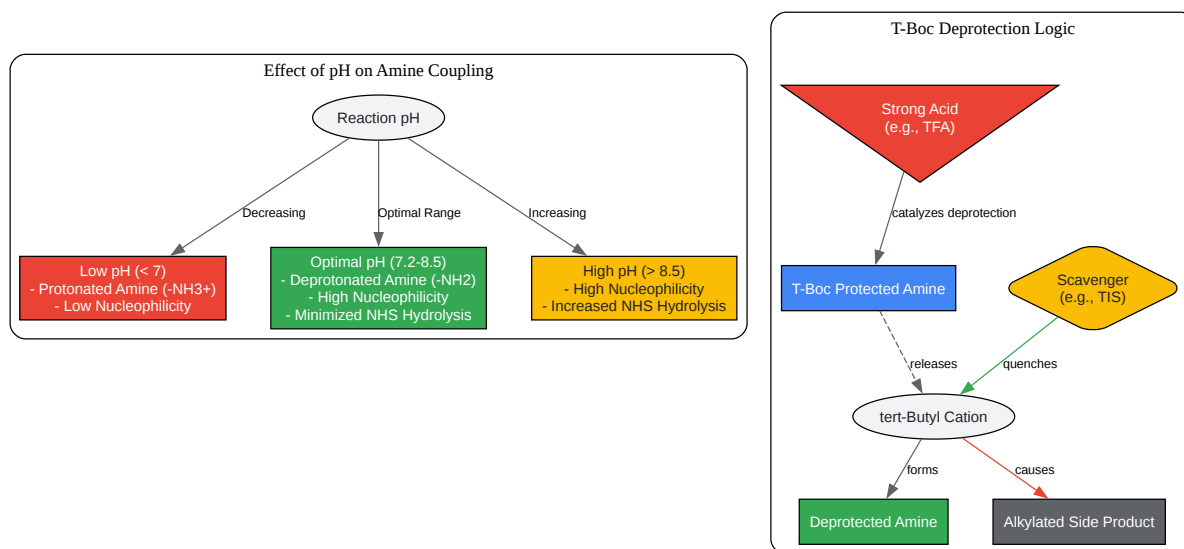 Effect of pH on Amine Coupling
Reaction pH
Decreasing
Optimal Range
Increasing
Low pH (< 7)
- Protonated Amine (-NH3+)
- Low Nucleophilicity
Optimal pH (7.2-8.5)
- Deprotonated Amine (-NH2)
- High Nucleophilicity
- Minimized NHS Hydrolysis
High pH (> 8.5)
- High Nucleophilicity
- Increased NHS Hydrolysis
T-Boc Deprotection Logic
Strong Acid
(e.g., TFA)
catalyzes deprotection
T-Boc Protected Amine
Scavenger
(e.g., TIS)
releases
quenches
tert-Butyl Cation
forms
causes
Deprotected Amine
Alkylated Side Product